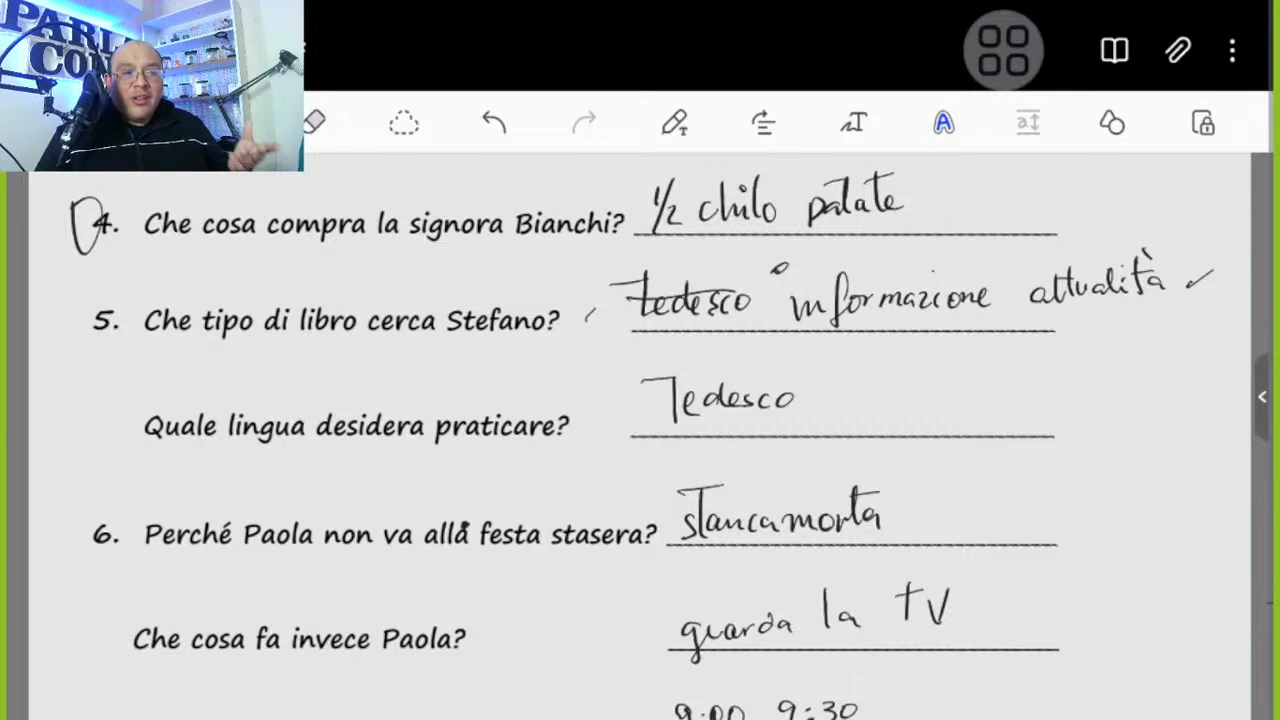 PARLA
CON
4. Che cosa compra la signora Bianchi? 1/2 chilo patate
5. Che tipo di libro cerca Stefano? tedesco informazione attualità
Quale lingua desidera praticare? Tedesco
6. Perché Paola non va alla festa stasera? stancamorta
Che cosa fa invece Paola? guarda la TV
9:00 9:30